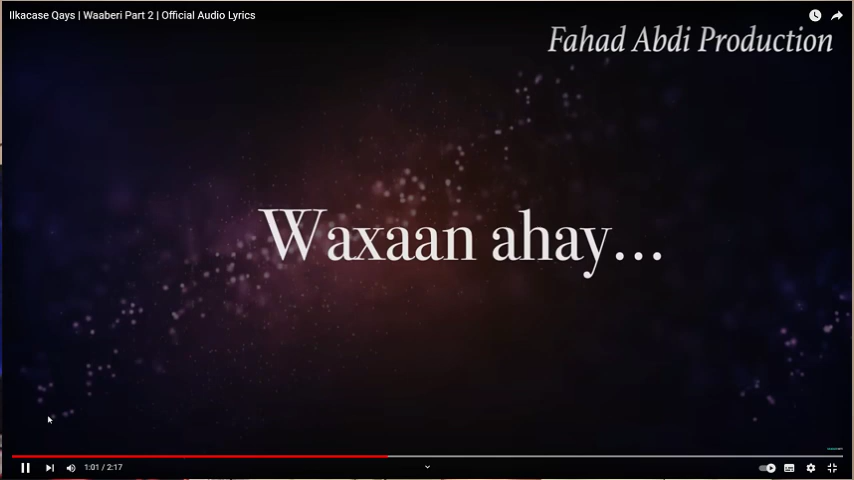 Ilkacase Qays | Waaberi Part 2 | Official Audio Lyrics
Fahad Abdi Production
Waxaan ahay...
1:01 / 2:17